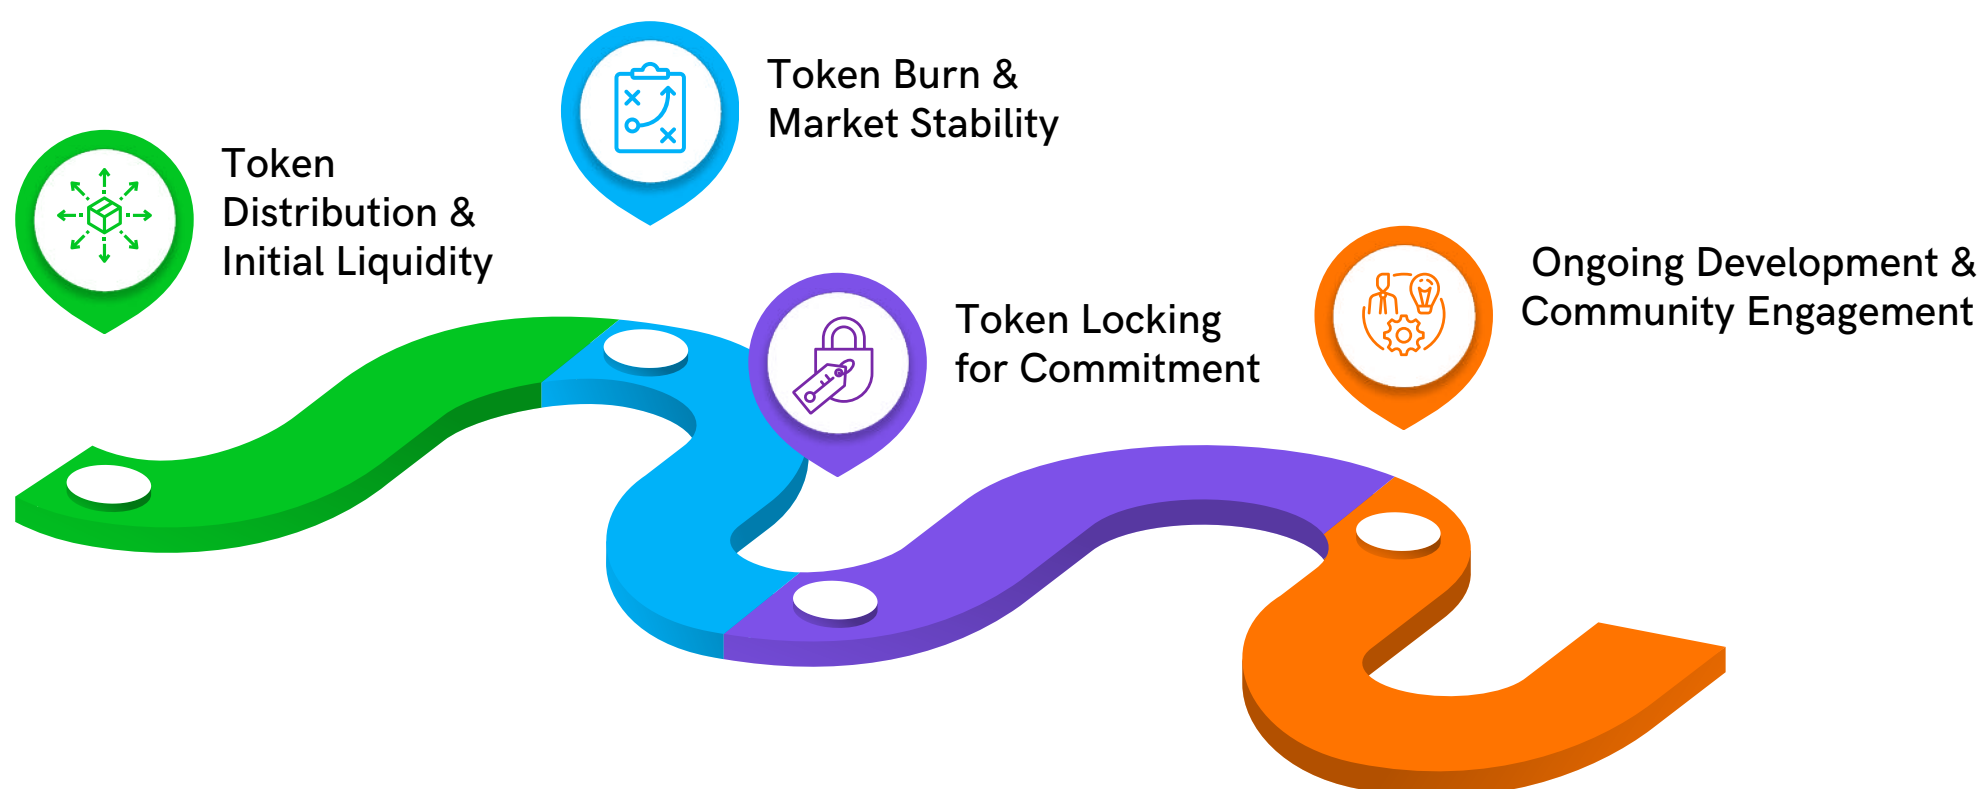 Token
Distribution &
Initial Liquidity
Token Burn &
Market Stability
Token Locking
for Commitment
Ongoing Development &
Community Engagement